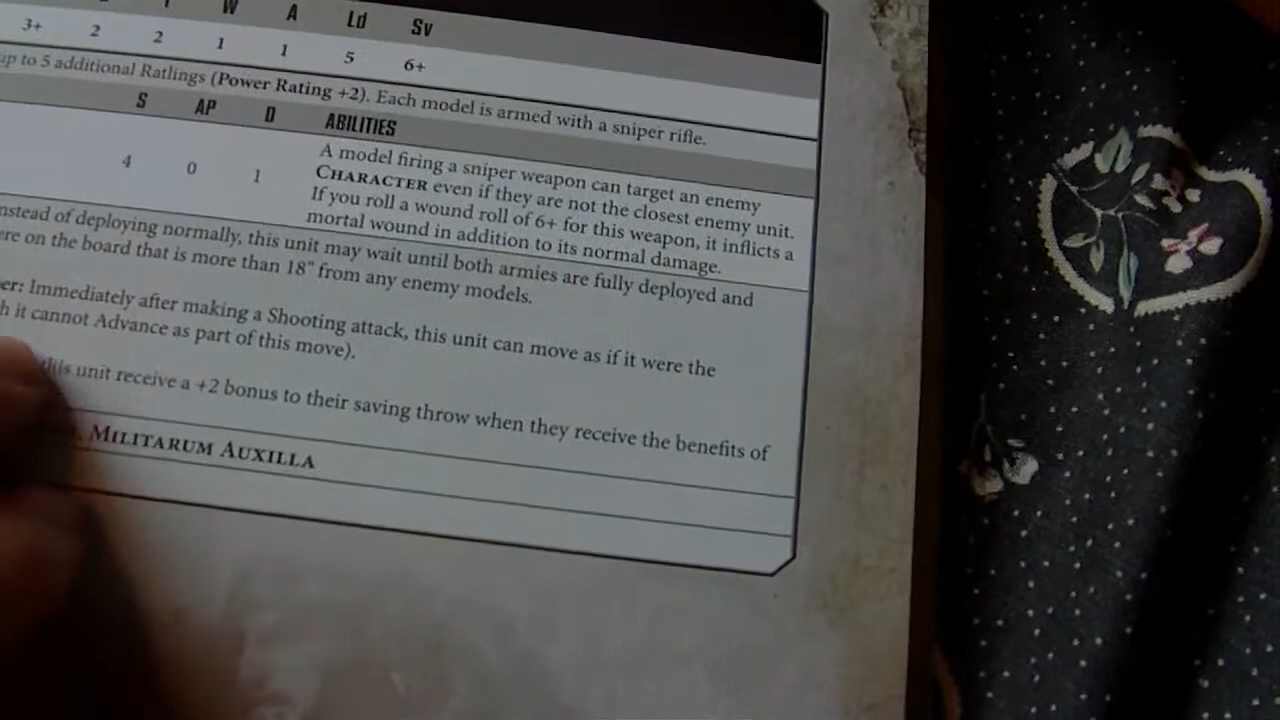 W A Ld Sv
3+ 2 2 1 1 5 6+
up to 5 additional Ratlings (Power Rating +2). Each model is armed with a sniper rifle.
S AP D ABILITIES
4 0 1
A model firing a sniper weapon can target an enemy
CHARACTER even if they are not the closest enemy unit.
If you roll a wound roll of 6+ for this weapon, it inflicts a
mortal wound in addition to its normal damage.
nstead of deploying normally, this unit may wait until both armies are fully deployed and
ere on the board that is more than 18" from any enemy models.
er: Immediately after making a Shooting attack, this unit can move as if it were the
h it cannot Advance as part of this move).
this unit receive a +2 bonus to their saving throw when they receive the benefits of
MILITARUM AUXILLA